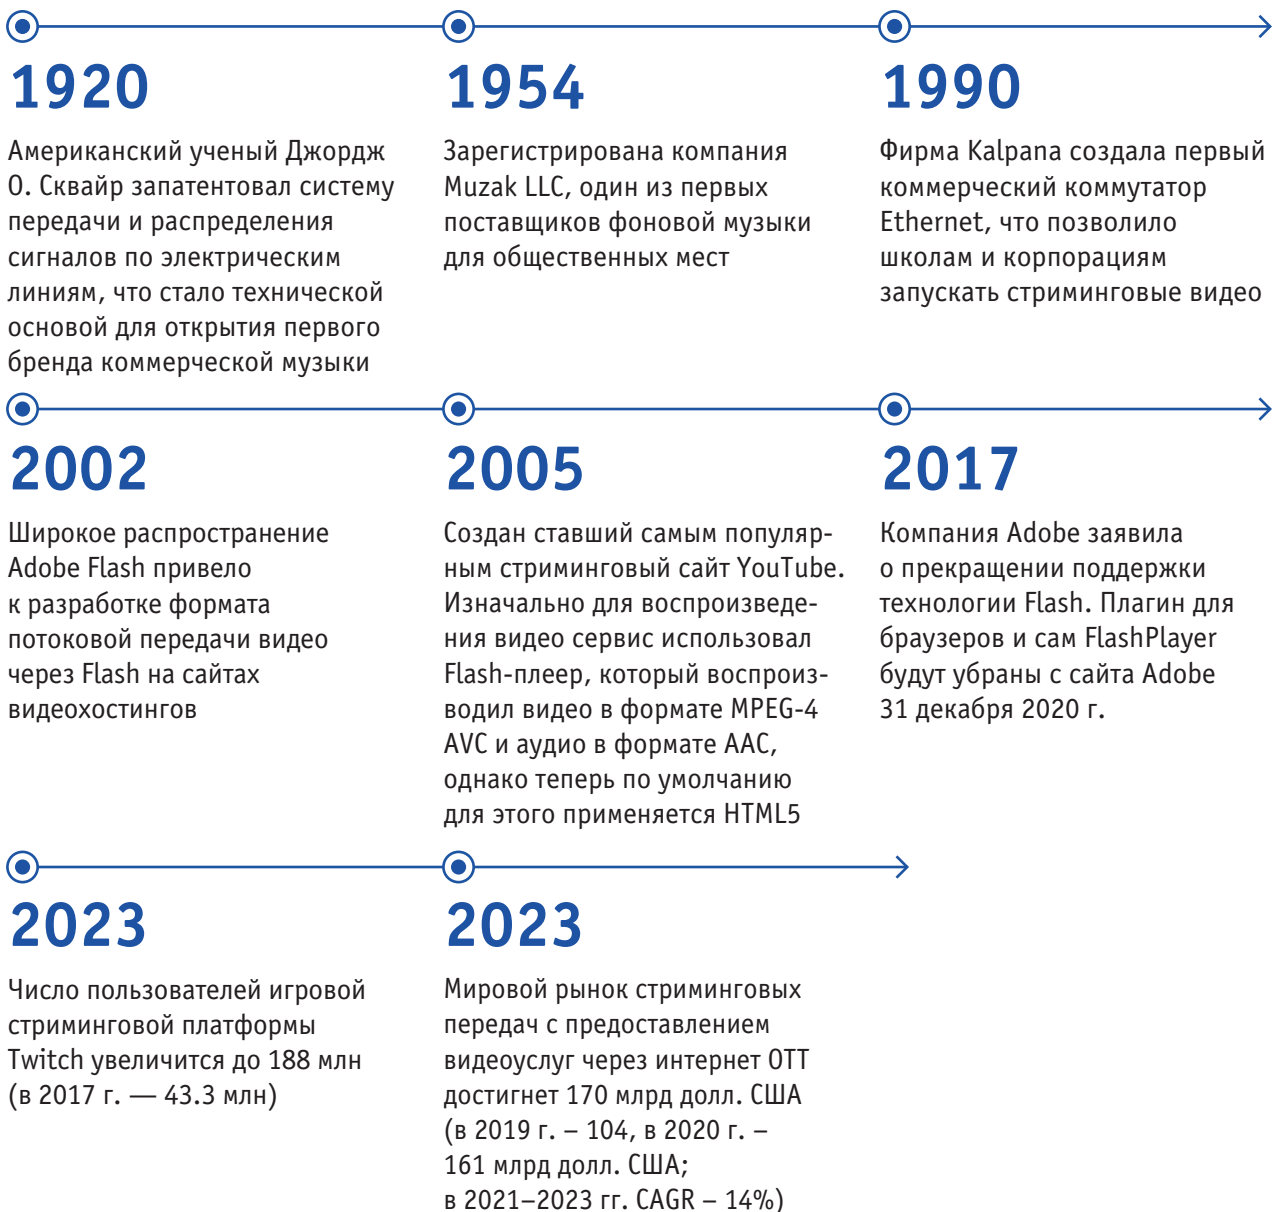 1920
Американский ученый Джордж
О. Сквайр запатентовал систему
передачи и распределения
сигналов по электрическим
линиям, что стало технической
основой для открытия первого
бренда коммерческой музыки
1954
Зарегистрирована компания
Muzak LLC, один из первых
поставщиков фоновой музыки
для общественных мест
1990
Фирма Kalpana создала первый
коммерческий коммутатор
Ethernet, что позволило
школам и корпорациям
запускать стриминговые видео
2002
Широкое распространение
Adobe Flash привело
к разработке формата
потоковой передачи видео
через Flash на сайтах
видеохостингов
2005
Создан ставший самым популяр-
ным стриминговый сайт YouTube.
Изначально для воспроизведе-
ния видео сервис использовал
Flash-плеер, который воспроиз-
водил видео в формате MPEG-4
AVC и аудио в формате AAC,
однако теперь по умолчанию
для этого применяется HTML5
2017
Компания Adobe заявила
о прекращении поддержки
технологии Flash. Плагин для
браузеров и сам FlashPlayer
будут убраны с сайта Adobe
31 декабря 2020 г.
2023
Число пользователей игровой
стриминговой платформы
Twitch увеличится до 188 млн
(в 2017 г. — 43.3 млн)
2023
Мировой рынок стриминговых
передач с предоставлением
видеоуслуг через интернет ОТТ
достигнет 170 млрд долл. США
(в 2019 г. – 104, в 2020 г. –
161 млрд долл. США;
в 2021–2023 гг. CAGR – 14%)